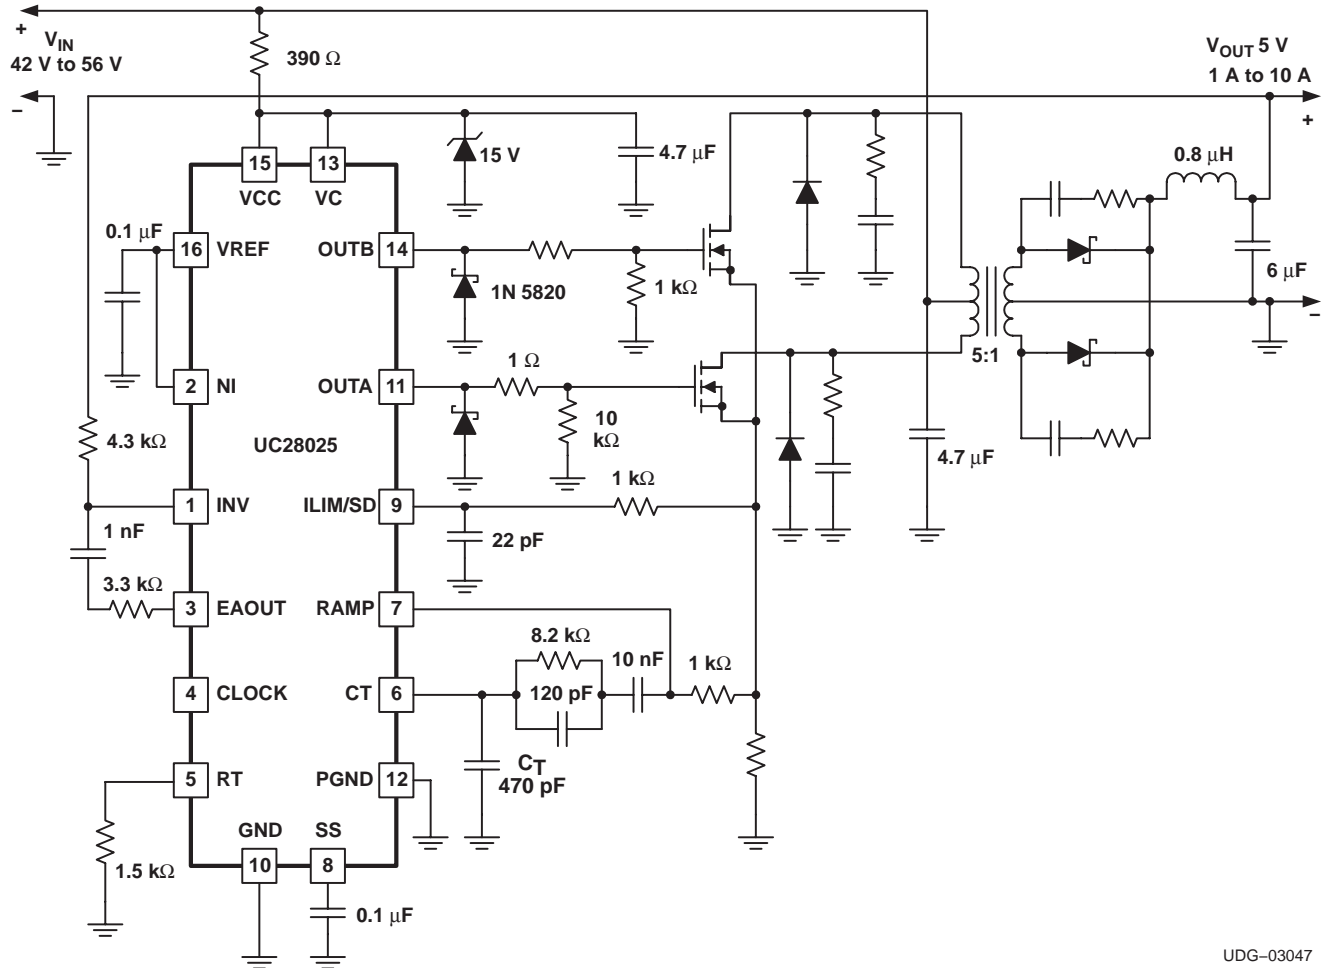 +
V_IN
42 V to 56 V
–
390 Ω
V_OUT 5 V
1 A to 10 A
+
15
13
VCC
VC
15 V
4.7 μF
0.8 μH
0.1 μF
16
VREF
OUTB
14
1N 5820
1 kΩ
6 μF
–
5:1
2
NI
OUTA
11
1 Ω
10
kΩ
4.3 kΩ
UC28025
4.7 μF
1
INV
ILIM/SD
9
1 kΩ
1 nF
22 pF
3.3 kΩ
3
EAOUT
RAMP
7
8.2 kΩ
10 nF
1 kΩ
4
CLOCK
CT
6
120 pF
5
RT
PGND
12
C_T
470 pF
GND
SS
1.5 kΩ
10
8
0.1 μF
UDG–03047